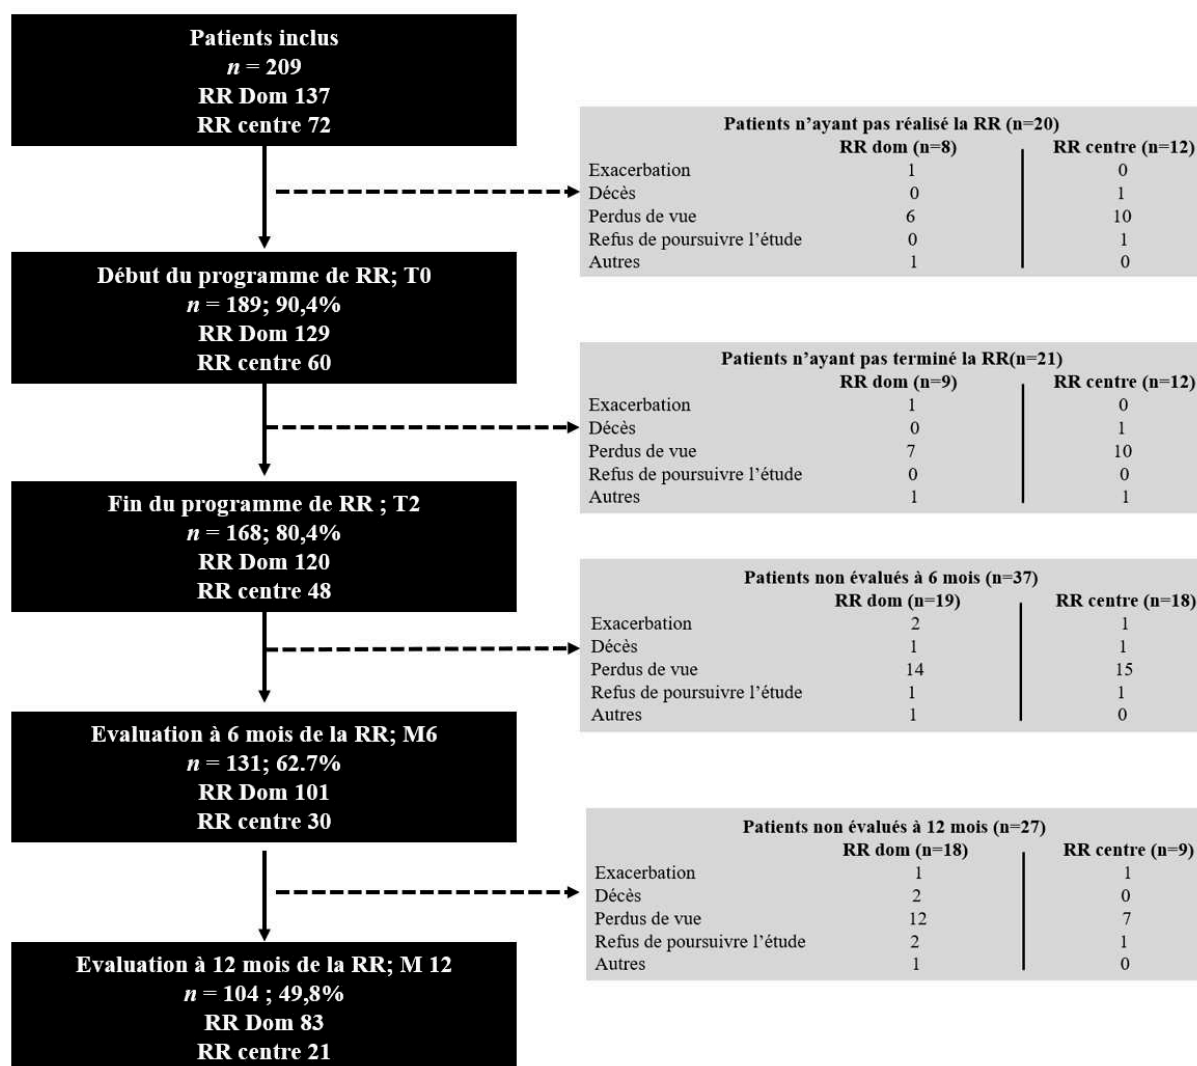 Patients inclus
n = 209
RR Dom 137
RR centre 72
Patients n’ayant pas réalisé la RR (n=20)
RR dom (n=8) RR centre (n=12)
Exacerbation 1 0
Décès 0 1
Perdus de vue 6 10
Refus de poursuivre l’étude 0 1
Autres 1 0
Début du programme de RR; T0
n = 189; 90,4%
RR Dom 129
RR centre 60
Patients n’ayant pas terminé la RR(n=21)
RR dom (n=9) RR centre (n=12)
Exacerbation 1 0
Décès 0 1
Perdus de vue 7 10
Refus de poursuivre l’étude 0 0
Autres 1 1
Fin du programme de RR ; T2
n = 168; 80,4%
RR Dom 120
RR centre 48
Patients non évalués à 6 mois (n=37)
RR dom (n=19) RR centre (n=18)
Exacerbation 2 1
Décès 1 1
Perdus de vue 14 15
Refus de poursuivre l’étude 1 1
Autres 1 0
Evaluation à 6 mois de la RR; M6
n = 131; 62.7%
RR Dom 101
RR centre 30
Patients non évalués à 12 mois (n=27)
RR dom (n=18) RR centre (n=9)
Exacerbation 1 1
Décès 2 0
Perdus de vue 12 7
Refus de poursuivre l’étude 2 1
Autres 1 0
Evaluation à 12 mois de la RR; M 12
n = 104 ; 49,8%
RR Dom 83
RR centre 21